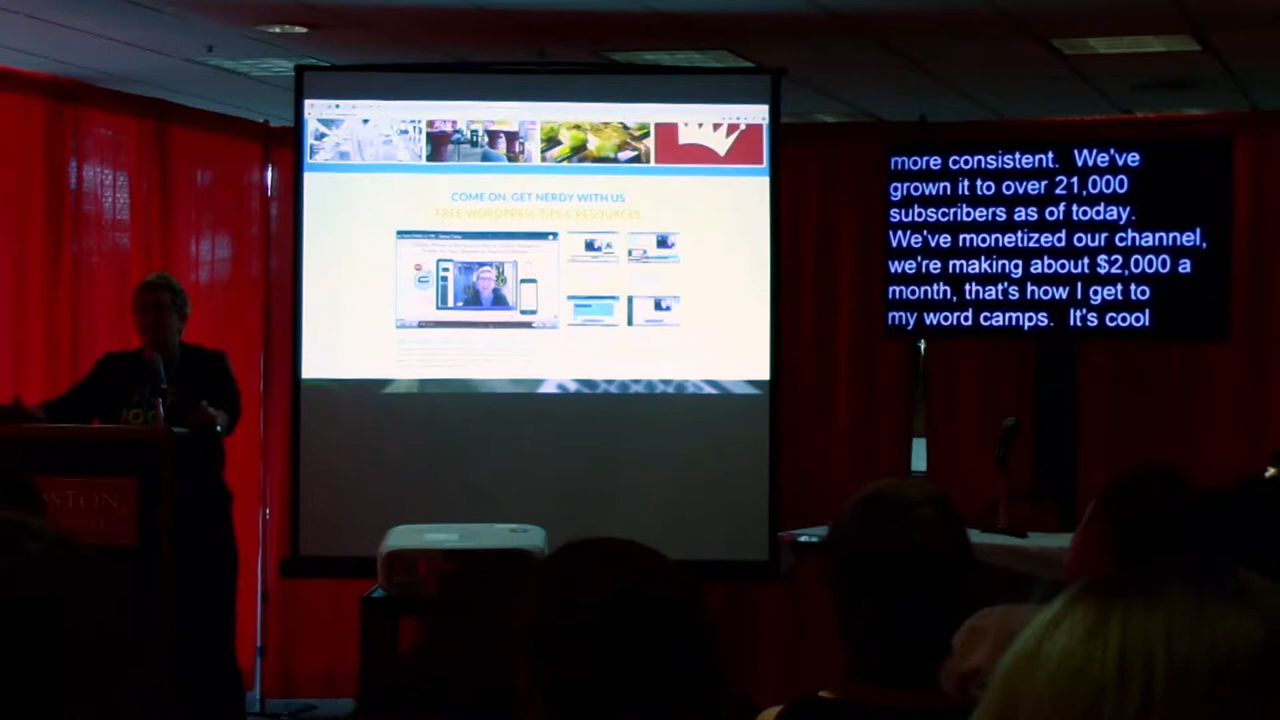 COME ON, GET NERDY WITH US
FREE WORDPRESS TIPS & RESOURCES
more consistent. We've
grown it to over 21,000
subscribers as of today.
We've monetized our channel,
we're making about $2,000 a
month, that's how I get to
my word camps. It's cool